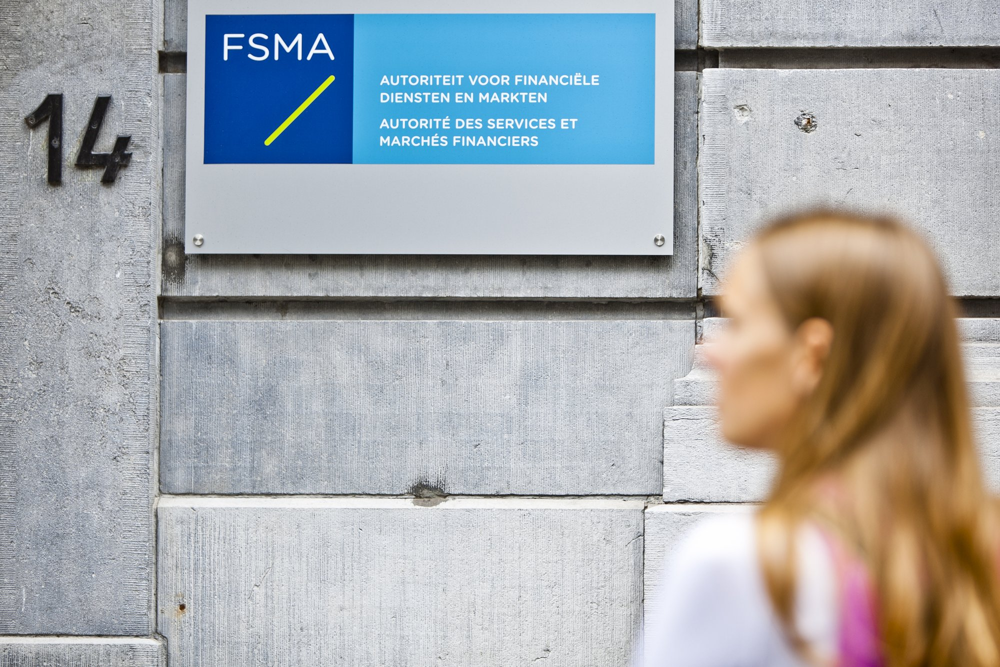 14
FSMA
AUTORITEIT VOOR FINANCIËLE
DIENSTEN EN MARKTEN
AUTORITÉ DES SERVICES ET
MARCHÉS FINANCIERS